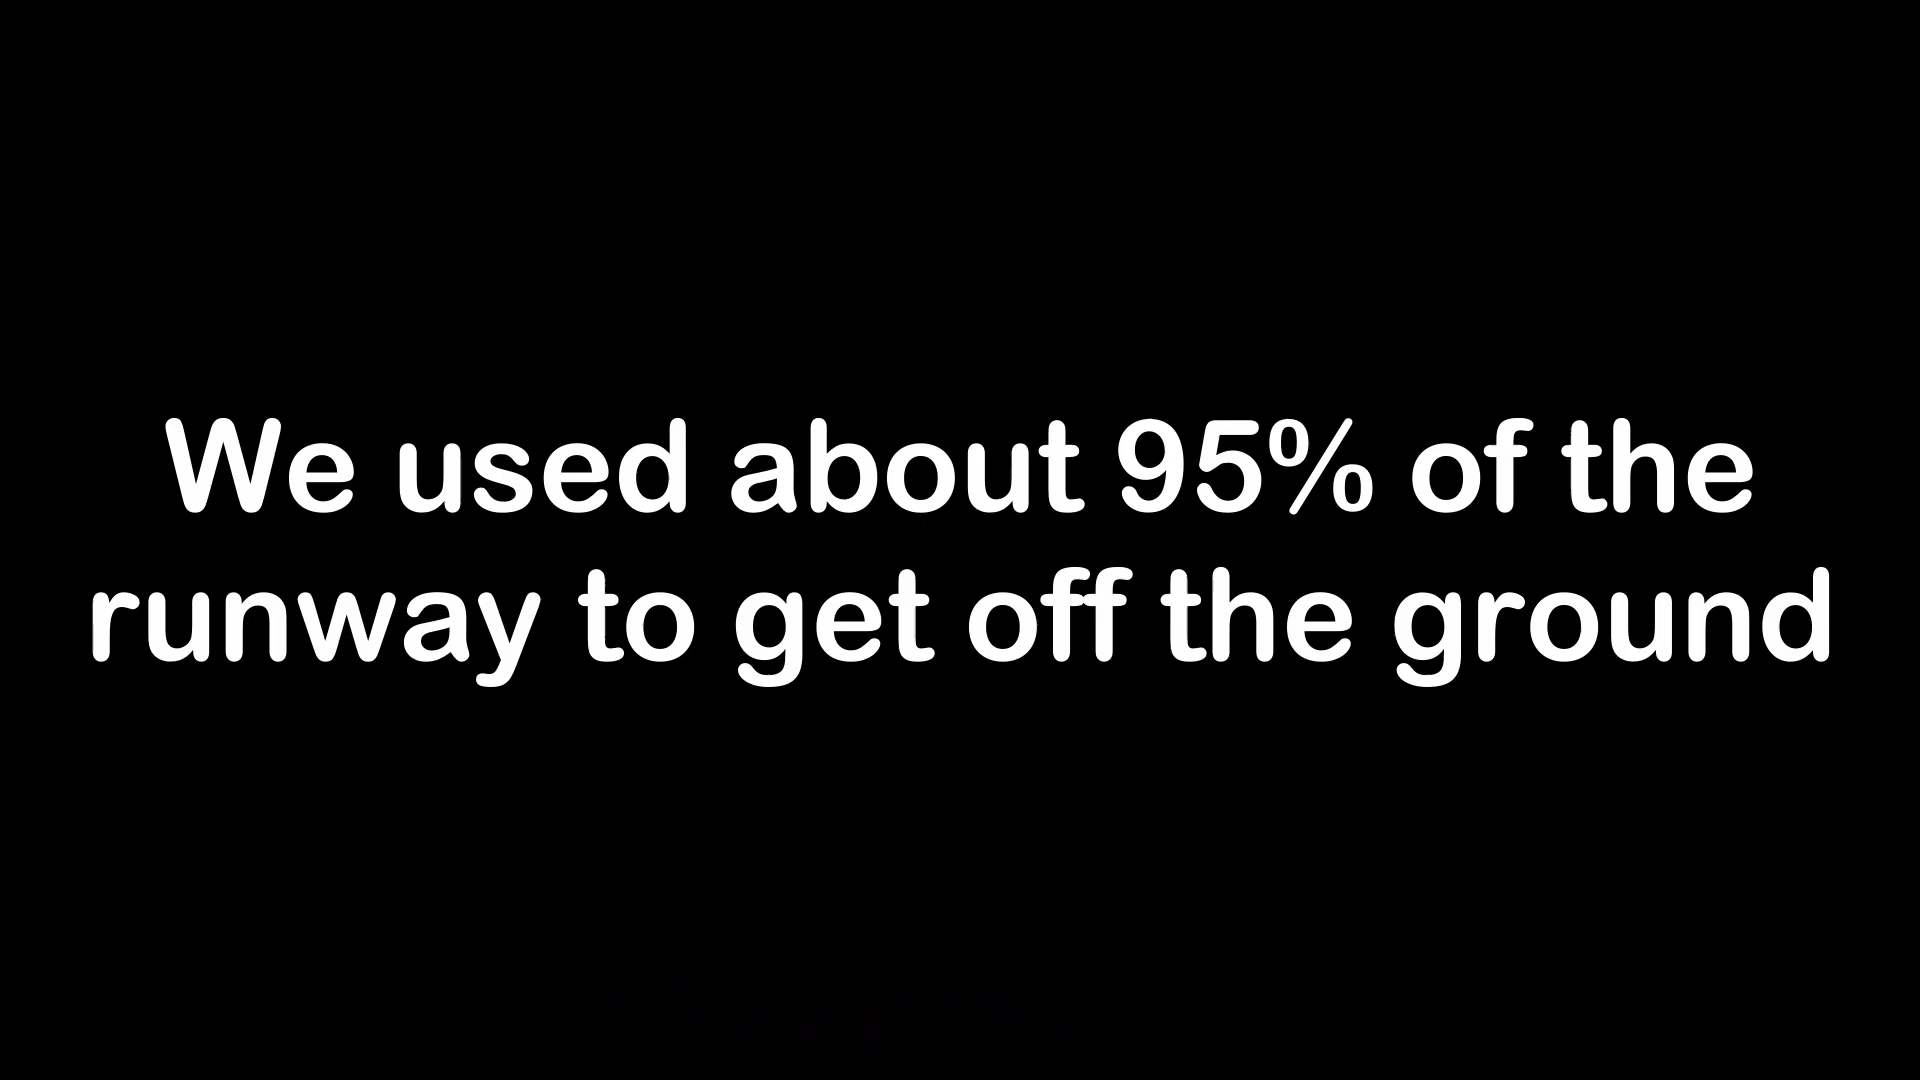 We used about 95% of the
runway to get off the ground